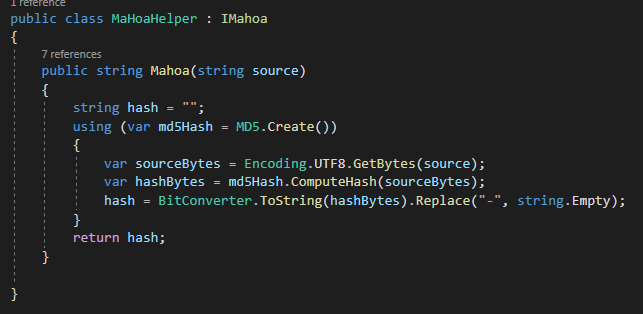 1 reference
public class MaHoaHelper : IMahoa
{
7 references
public string Mahoa(string source)
{
string hash = "";
using (var md5Hash = MD5.Create())
{
var sourceBytes = Encoding.UTF8.GetBytes(source);
var hashBytes = md5Hash.ComputeHash(sourceBytes);
hash = BitConverter.ToString(hashBytes).Replace("-", string.Empty);
}
return hash;
}
}